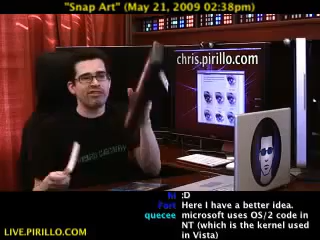 "Snap Art" (May 21, 2009 02:38pm)
chris.pirillo.com
:D
Here I have a better idea.
quecee microsoft uses OS/2 code in
NT (which is the kernel used
in Vista)
LIVE.PIRILLO.COM